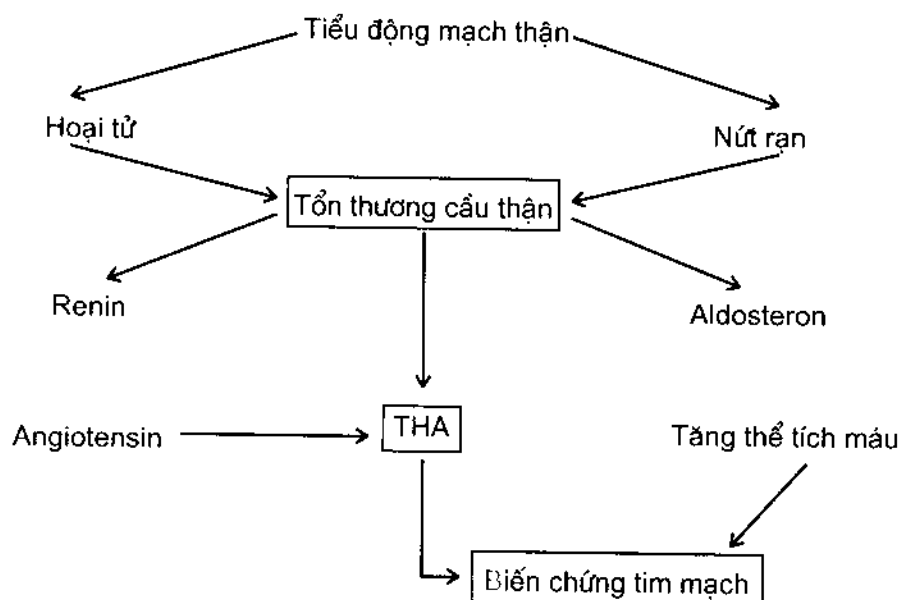 Tiểu động mạch thận
Hoại tử
Nứt rạn
Tổn thương cầu thận
Renin
Aldosteron
Angiotensin
THA
Tăng thể tích máu
Biến chứng tim mạch